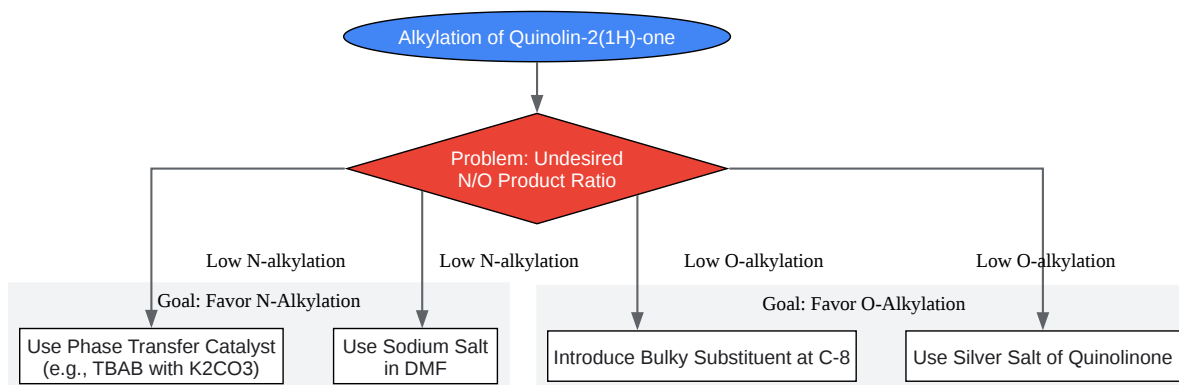 Alkylation of Quinolin-2(1H)-one
Problem: Undesired
N/O Product Ratio
Low N-alkylation
Low N-alkylation
Low O-alkylation
Low O-alkylation
Goal: Favor N-Alkylation
Goal: Favor O-Alkylation
Use Phase Transfer Catalyst
(e.g., TBAB with K2CO3)
Use Sodium Salt
in DMF
Introduce Bulky Substituent at C-8
Use Silver Salt of Quinolinone